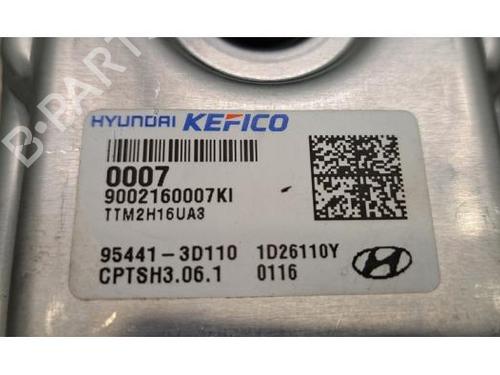 HYUNDAI KEFICO
0007
9002160007KI
TTM2H16UA3
95441-3D110 1D26110Y
CPTSH3.06.1 0116
B-PARTS